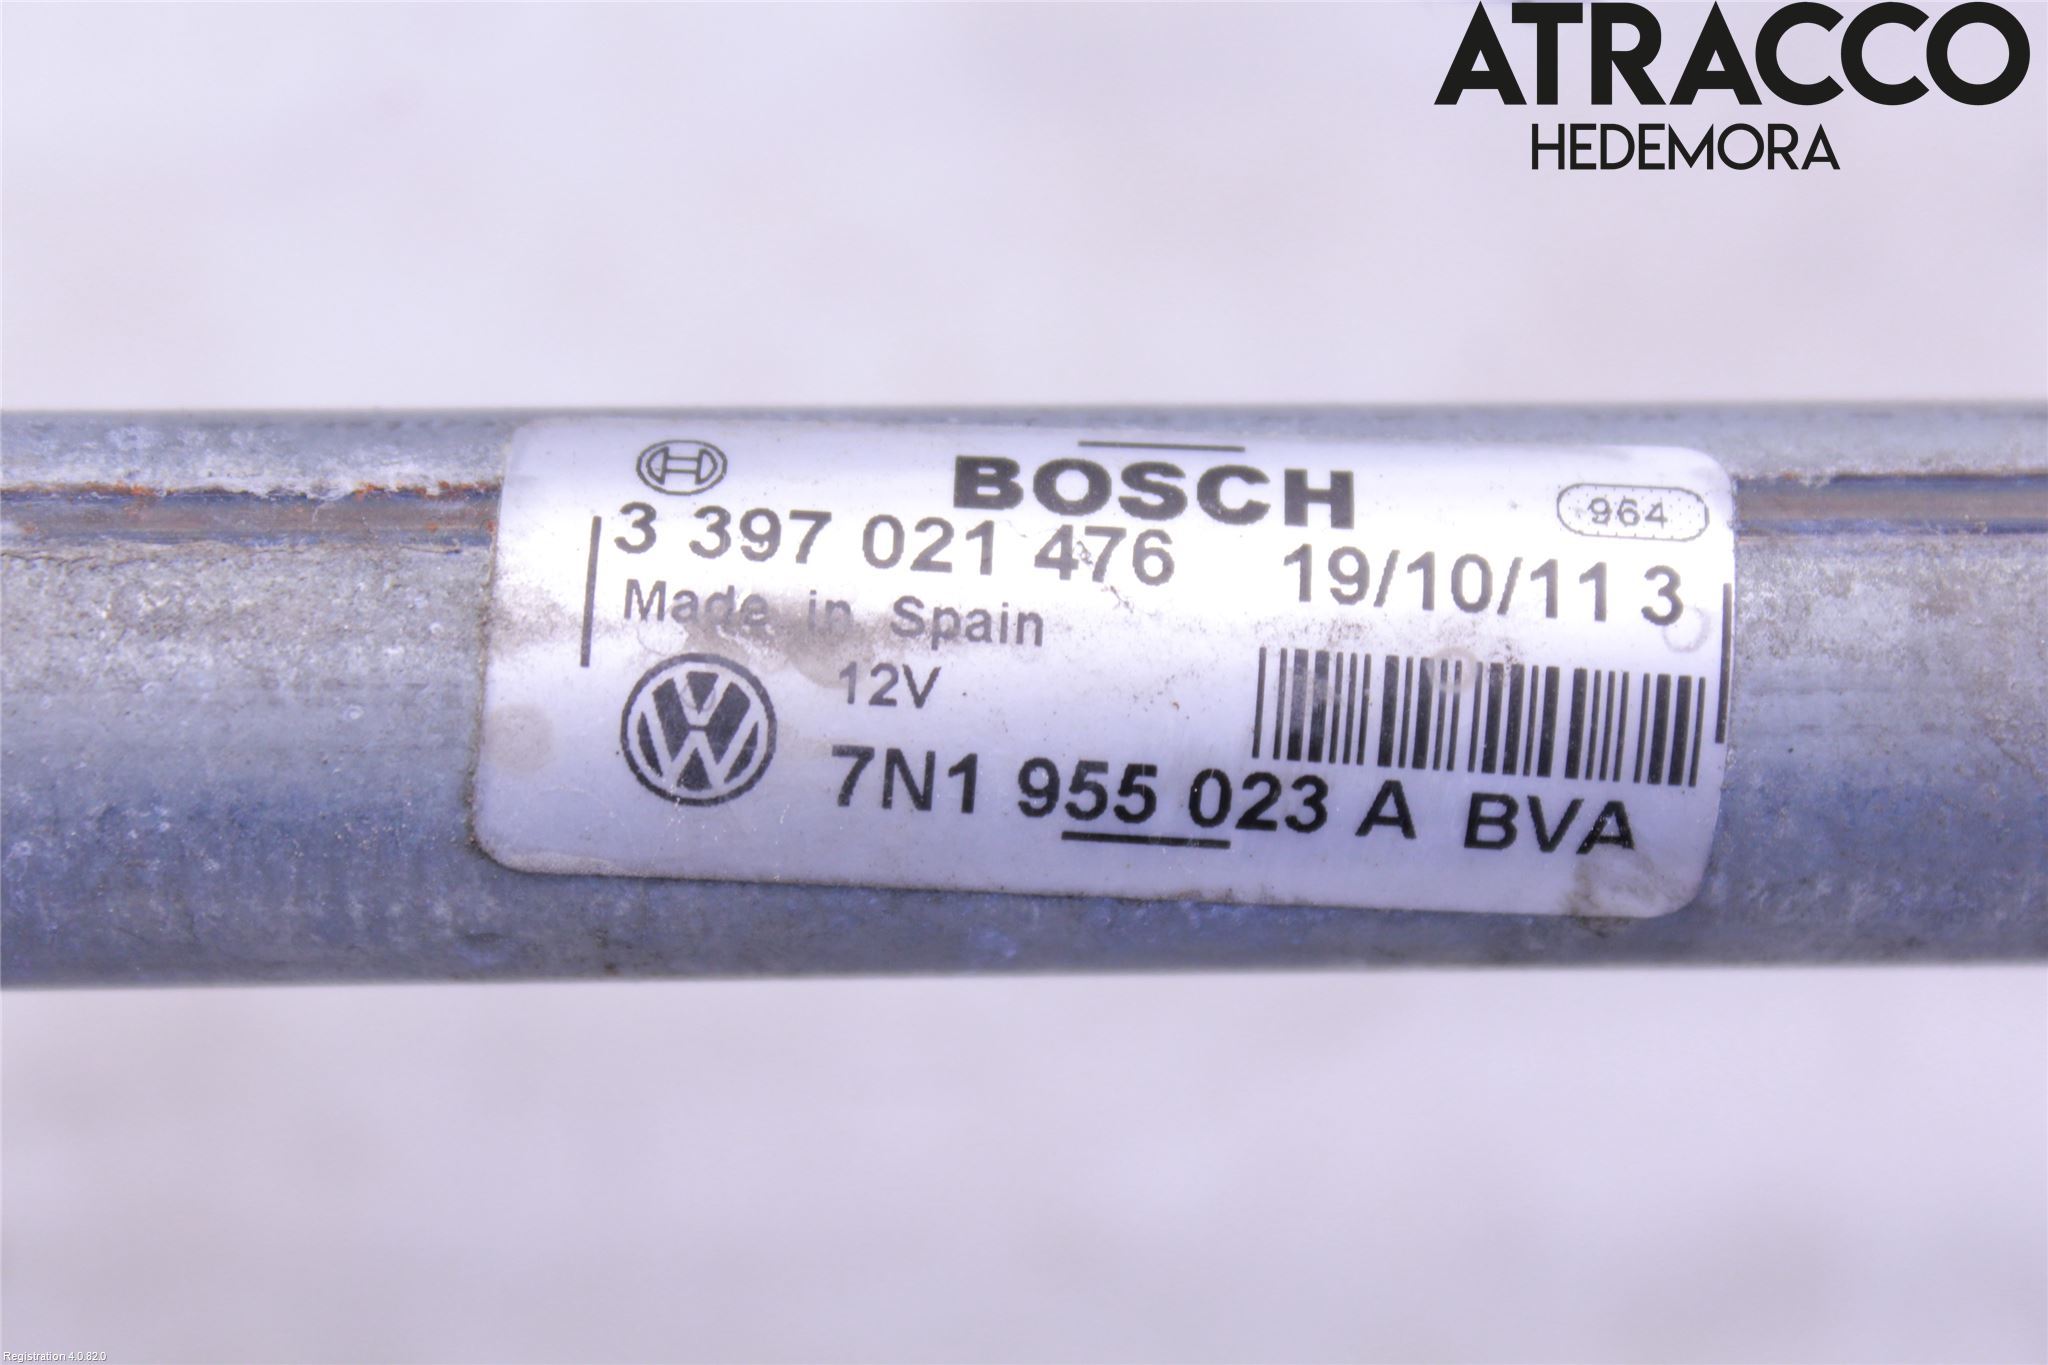 ATRACCO
HEDEMORA
BOSCH
964
3 397 021 476 19/10/11 3
Made in Spain
12V
7N1 955 023 A BVA
Registration 4.0.82.0